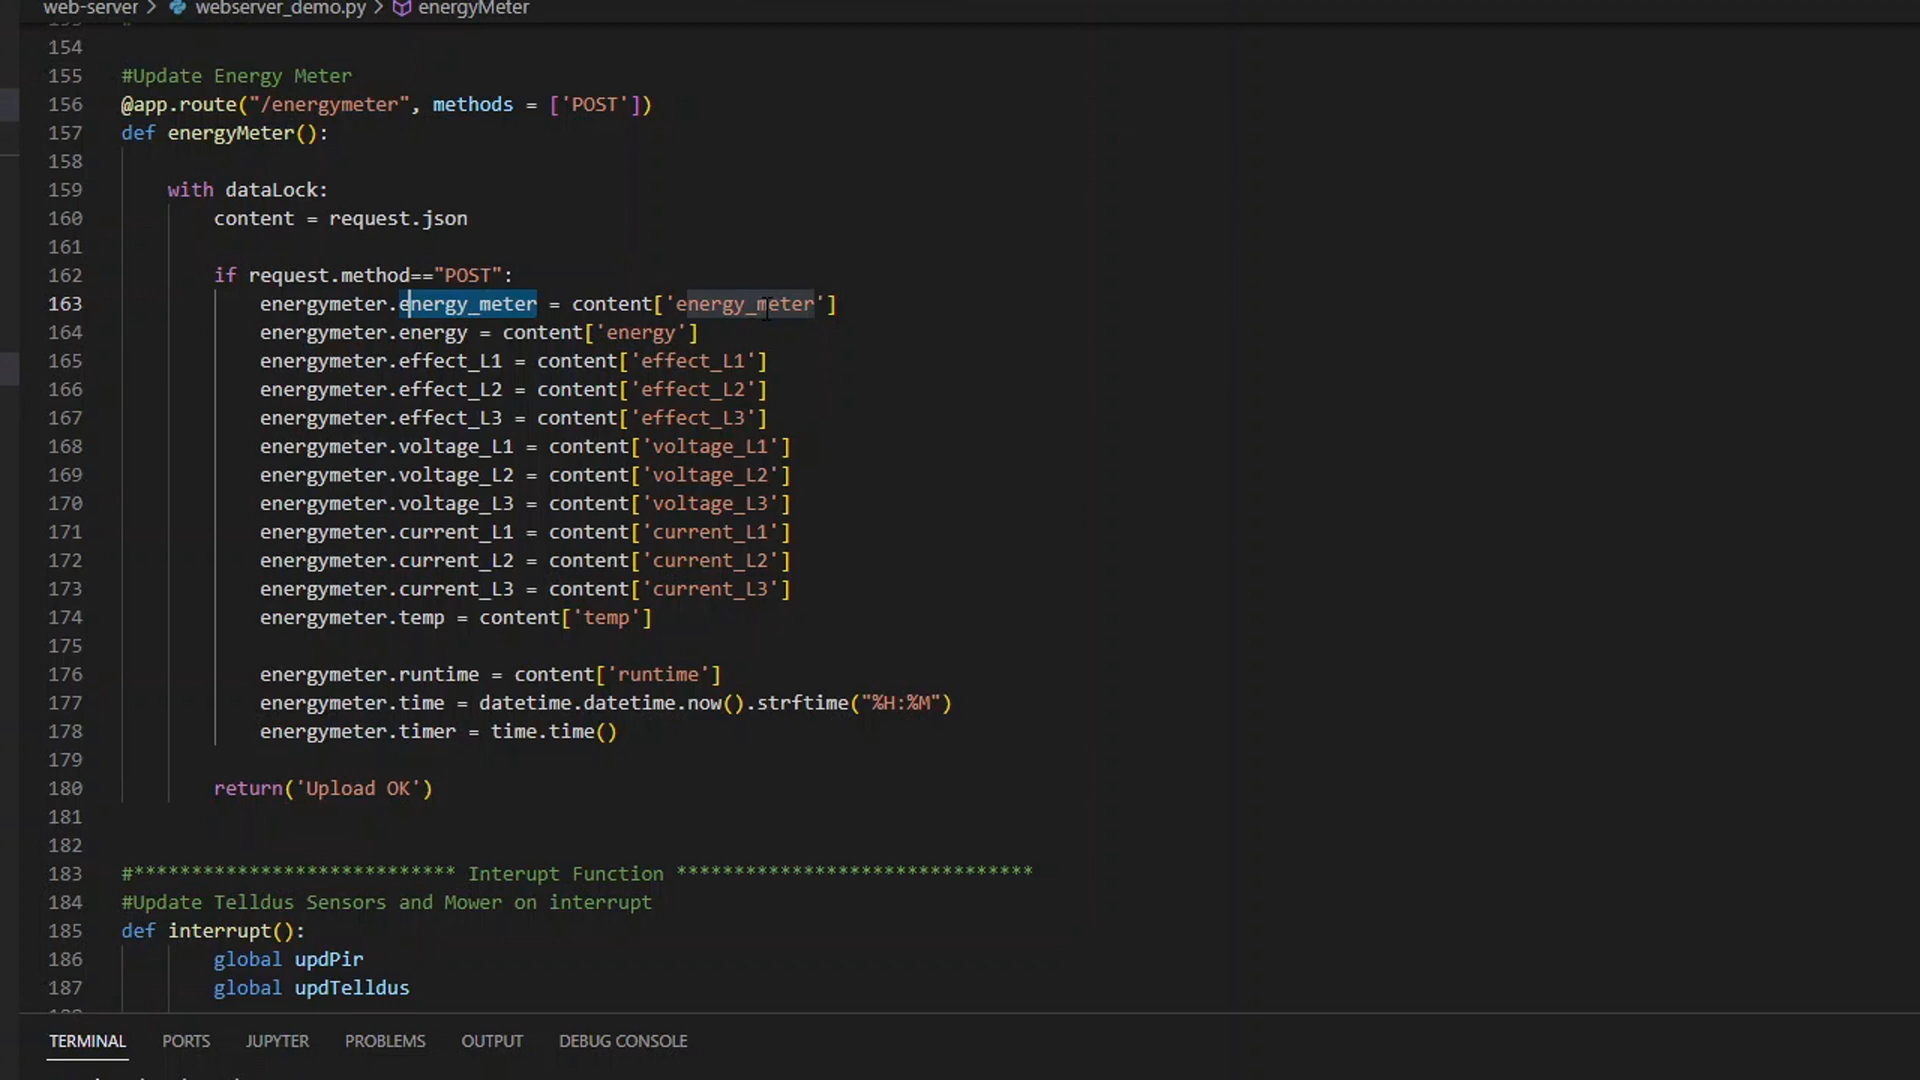 web-server > webserver_demo.py > energyMeter
154
155 #Update Energy Meter
156 @app.route("/energymeter", methods = ['POST'])
157 def energyMeter():
158
159 with dataLock:
160 content = request.json
161
162 if request.method=="POST":
163 energymeter.energy_meter = content['energy_meter']
164 energymeter.energy = content['energy']
165 energymeter.effect_L1 = content['effect_L1']
166 energymeter.effect_L2 = content['effect_L2']
167 energymeter.effect_L3 = content['effect_L3']
168 energymeter.voltage_L1 = content['voltage_L1']
169 energymeter.voltage_L2 = content['voltage_L2']
170 energymeter.voltage_L3 = content['voltage_L3']
171 energymeter.current_L1 = content['current_L1']
172 energymeter.current_L2 = content['current_L2']
173 energymeter.current_L3 = content['current_L3']
174 energymeter.temp = content['temp']
175
176 energymeter.runtime = content['runtime']
177 energymeter.time = datetime.datetime.now().strftime("%H:%M")
178 energymeter.timer = time.time()
179
180 return('Upload OK')
181
182
183 #**************************** Interupt Function *******************************
184 #Update Telldus Sensors and Mower on interrupt
185 def interrupt():
186 global updPir
187 global updTelldus
TERMINAL PORTS JUPYTER PROBLEMS OUTPUT DEBUG CONSOLE